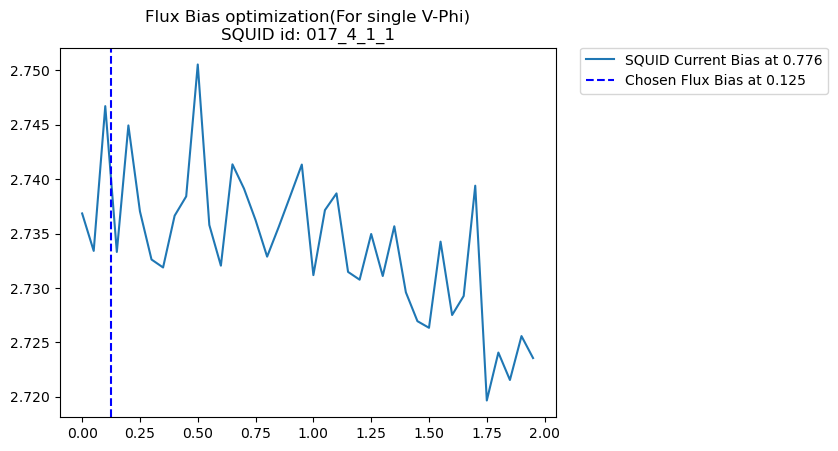 Flux Bias optimization(For single V-Phi)
SQUID id: 017_4_1_1
SQUID Current Bias at 0.776
Chosen Flux Bias at 0.125
2.750
2.745
2.740
2.735
2.730
2.725
2.720
0.00 0.25 0.50 0.75 1.00 1.25 1.50 1.75 2.00